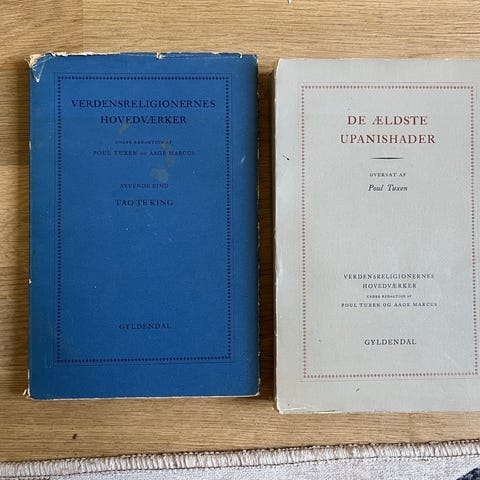 VERDENSRELIGIONERNES
HOVEDVÆRKER
UNDER REDAKTION AF
POUL TUXEN OG AAGE MARCUS
SYVENDE BIND
TAO TE KING
GYLDENDAL
DE ÆLDSTE
UPANISHADER
OVERSAT AF
Poul Tuxen
VERDENSRELIGIONERNES
HOVEDVÆRKER
UNDER REDAKTION AF
POUL TUXEN OG AAGE MARCUS
GYLDENDAL